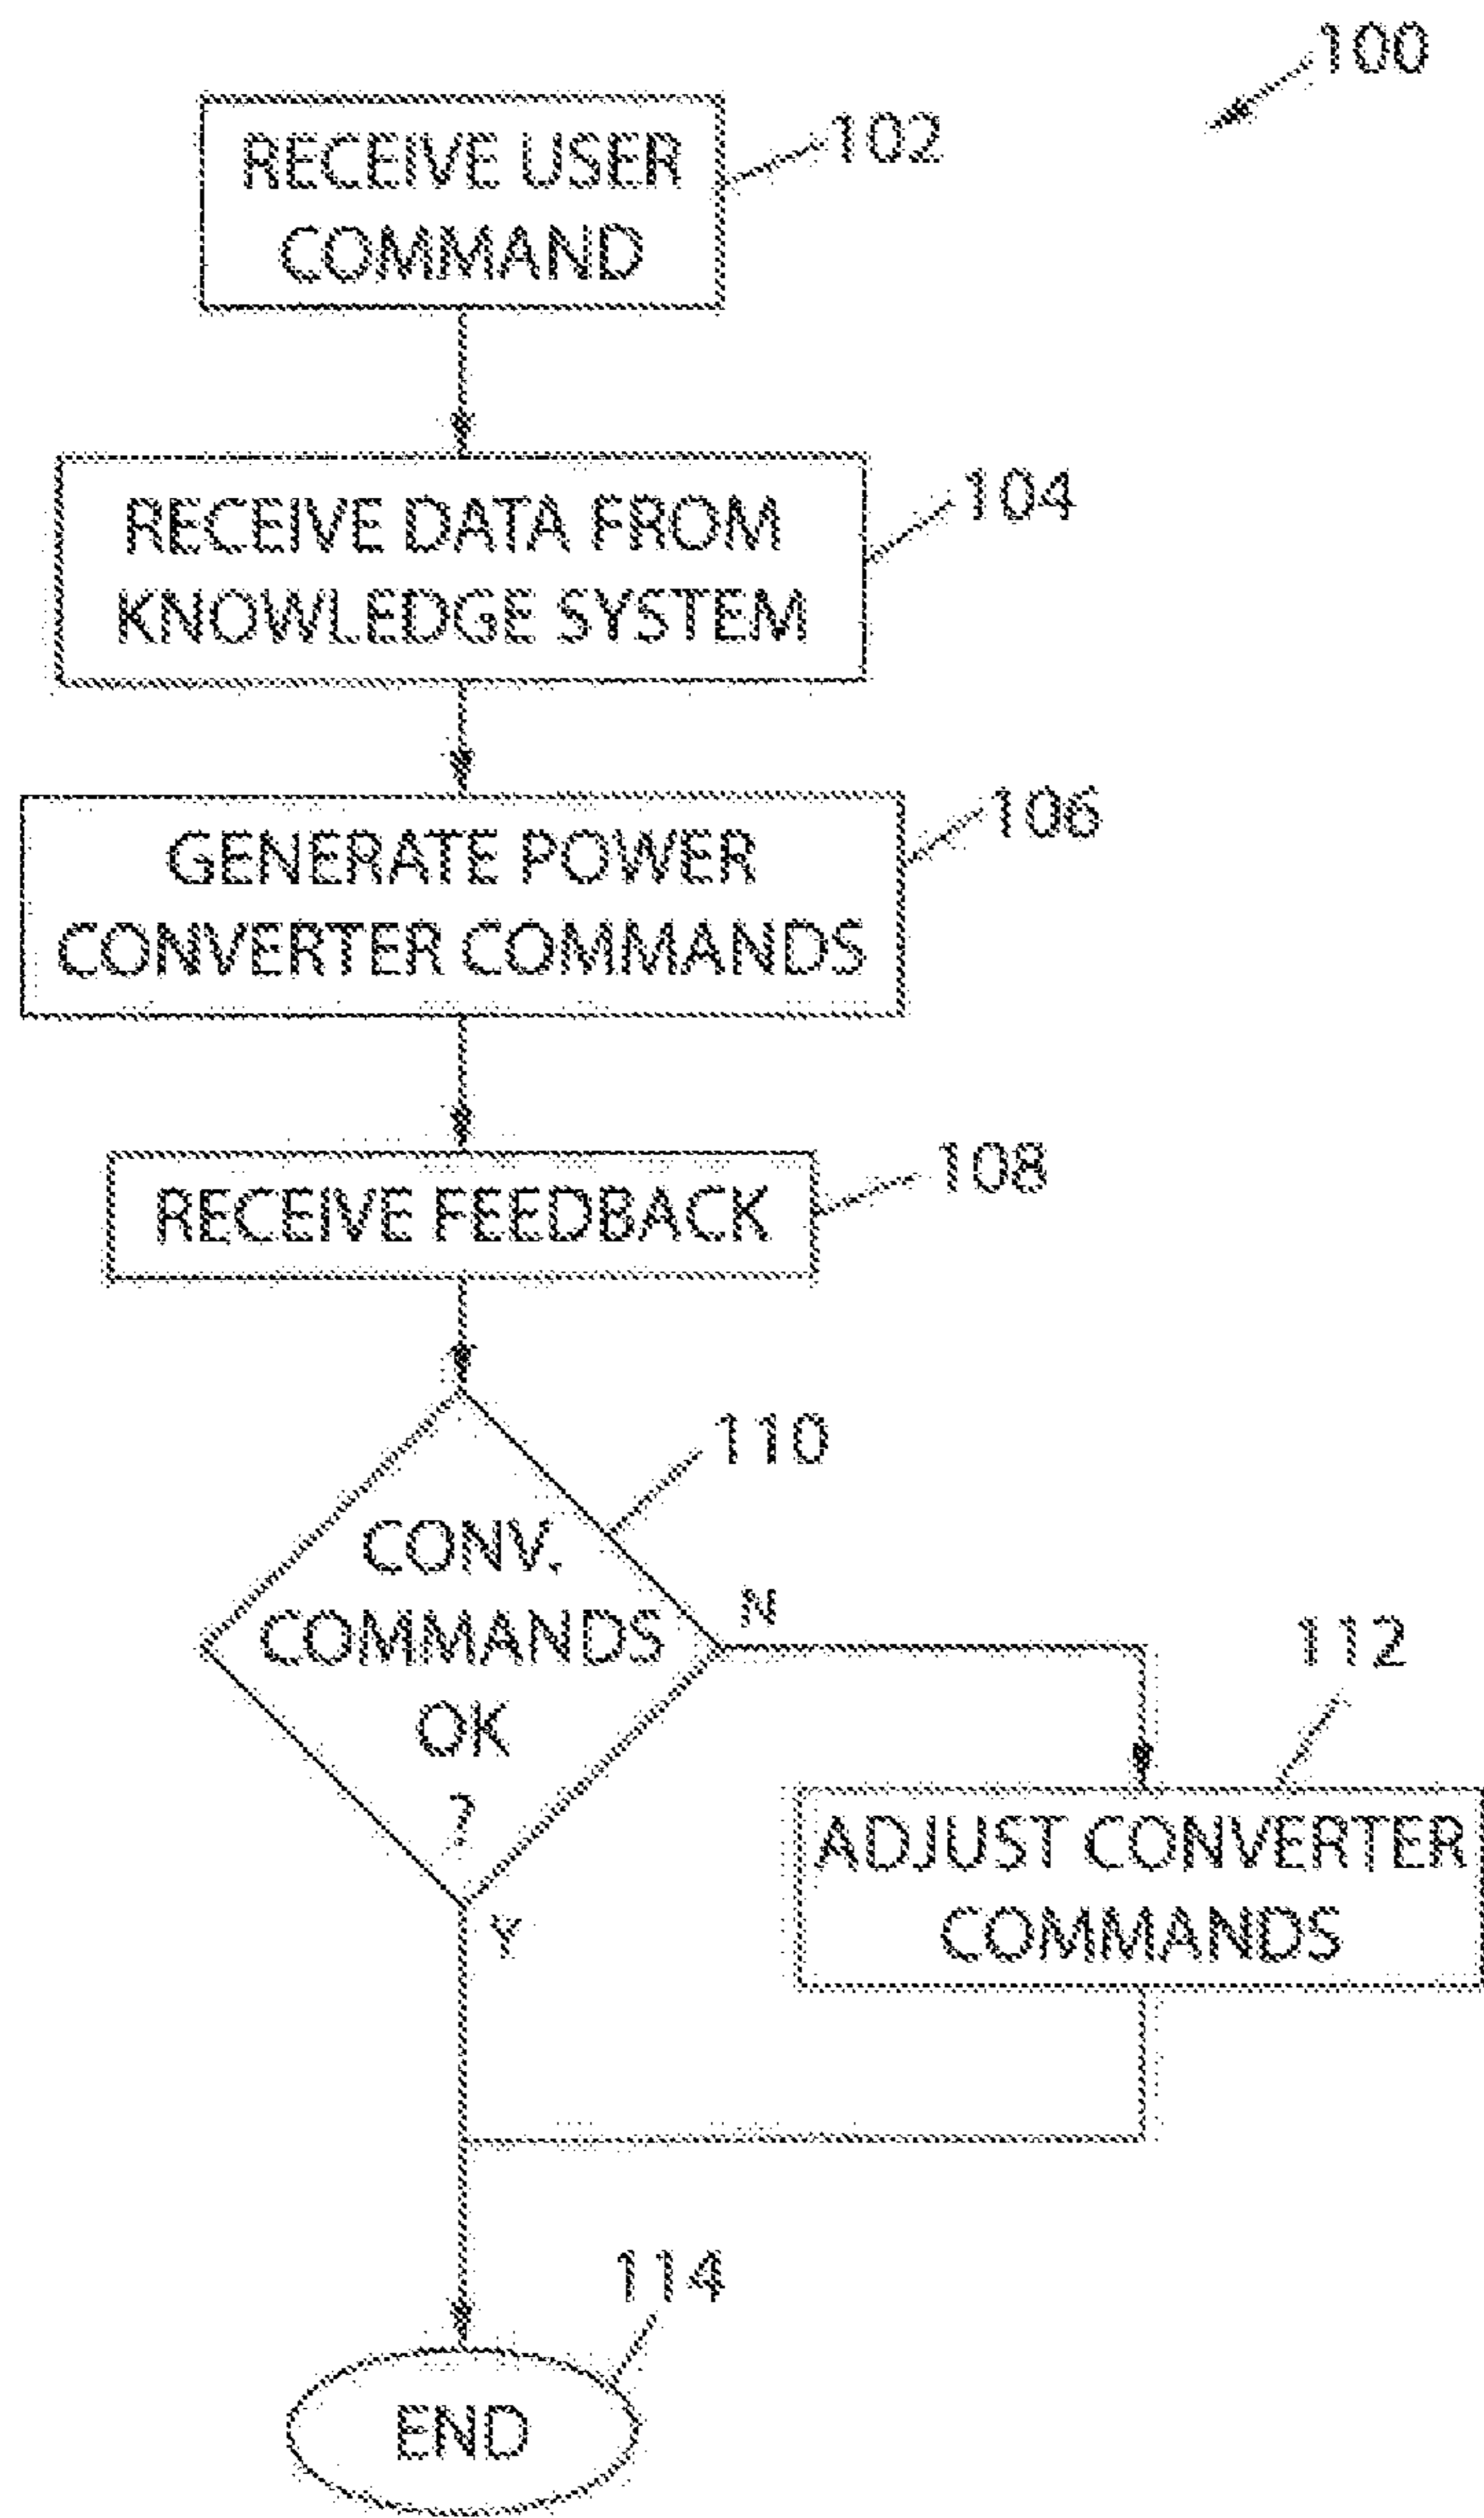 100
RECEIVE USER
COMMAND
102
RECEIVE DATA FROM
KNOWLEDGE SYSTEM
104
GENERATE POWER
CONVERTER COMMANDS
106
RECEIVE FEEDBACK
108
CONV.
COMMANDS
OK
?
110
N
Y
112
ADJUST CONVERTER
COMMANDS
114
END